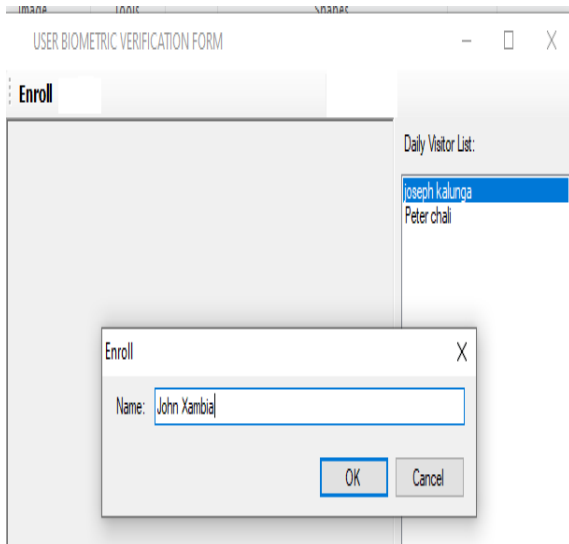 Image Tools Shapes
USER BIOMETRIC VERIFICATION FORM
Enroll
Daily Visitor List:
joseph kalunga
Peter chali
Enroll
Name: John Xambia
OK Cancel